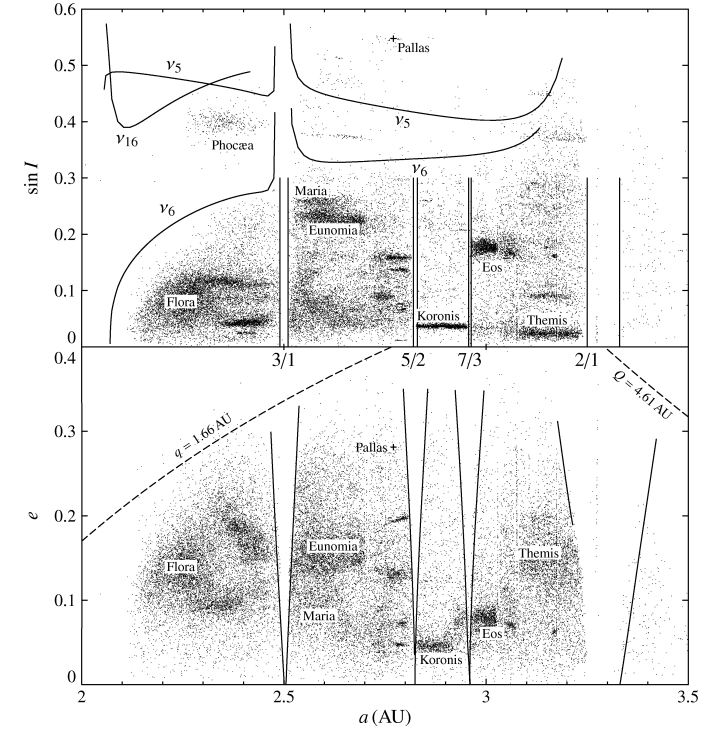 0.6
0.5
0.4
0.3
0.2
0.1
0
sin I
ν5
ν16
Phocæa
ν6
Flora
Pallas
ν5
ν6
Maria
Eunomia
Eos
Koronis
Themis
3/1
5/2
7/3
2/1
0.4
0.3
0.2
0.1
0
e
q = 1.66 AU
Q = 4.61 AU
Pallas
Flora
Eunomia
Maria
Themis
Eos
Koronis
2
2.5
3
3.5
a (AU)